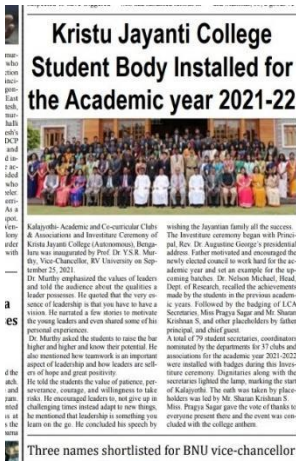 Kristu Jayanti College
Student Body Installed for
the Academic year 2021-22
Kalajyothi-Academic and Co-curricular Clubs
& Associations and Investiture Ceremony of
Kristu Jayanti College (Autonomous), Benga-
luru was inaugurated by Prof. Dr. Y.S.R. Mur-
thy, Vice-Chancellor, RV University on Sep-
tember 25, 2021.
Dr. Murthy emphasized the values of leaders
and told the audience about the qualities a
leader possesses. He quoted that the very es-
sence of leadership is that you have to have a
vision. He narrated a few stories to motivate
the young leaders and even shared some of his
personal experiences.
Dr. Murthy asked the students to raise the bar
higher and higher and know their potential. He
also mentioned how teamwork is an important
aspect of leadership and how leaders are sell-
ers of hope and great positivity.
He told the students the value of patience, per-
severance, courage, and willingness to take
risks. He encouraged leaders to, not give up in
challenging times instead adapt to new things,
he mentioned that leadership is something you
learn on the go. He concluded his speech by
wishing the Jayantian family all the success.
The Investiture ceremony began with Princi-
pal, Rev. Dr. Augustine George's presidential
address. Father motivated and encouraged the
newly elected council to work hard for the ac-
ademic year and set an example for the up-
coming batches. Dr. Nelson Michael, Head,
Dept. of Research, recalled the achievements
made by the students in the previous academ-
ic years. Followed by the badging of LCA
Secretaries, Miss Pragya Sagar and Mr. Sharan
Krishnan S, and other placeholders by father
principal, and chief guest.
A total of 79 student secretaries, coordinators
nominated by the departments for 37 clubs and
associations for the academic year 2021-2022
were installed with badges during this Inves-
titure ceremony. Dignitaries along with the
secretaries lighted the lamp, marking the start
of Kalajyothi. The oath was taken by place-
holders was led by Mr. Sharan Krishnan S.
Miss. Pragya Sagar gave the vote of thanks to
everyone present there and the event was con-
cluded with the college anthem.
Three names shortlisted for BNU vice-chancellor